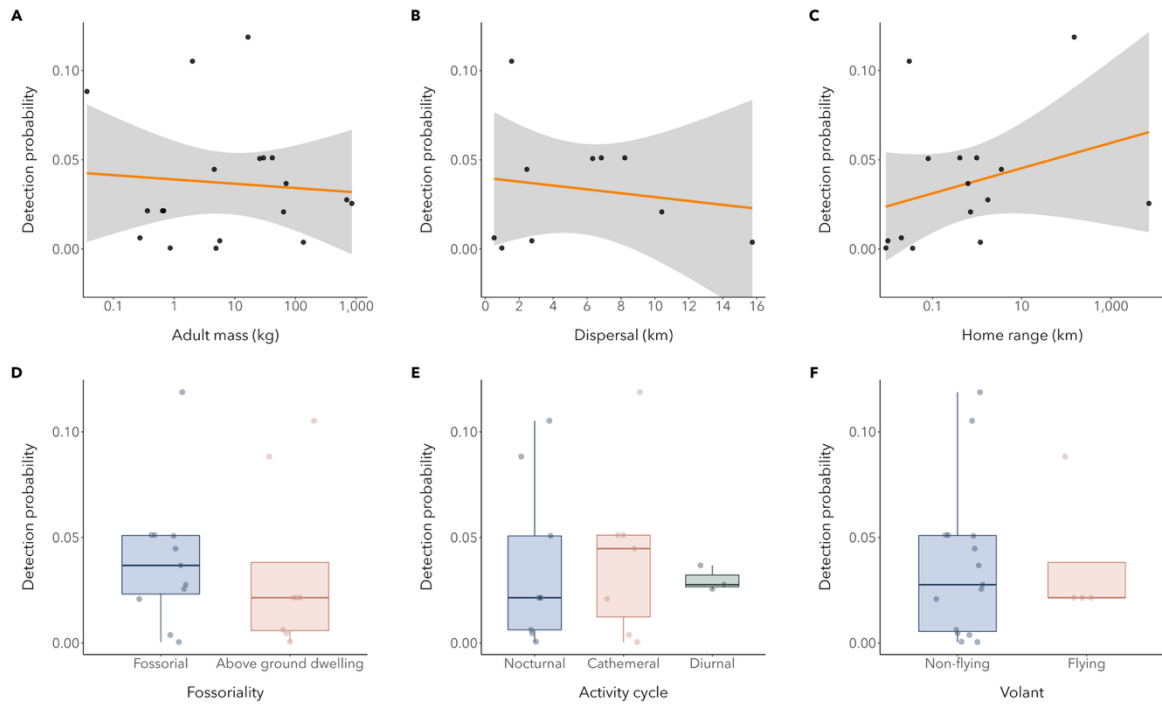 A
Detection probability
0.10
0.05
0.00
0.1 1 10 100 1,000
Adult mass (kg)
B
Detection probability
0.10
0.05
0.00
0 2 4 6 8 10 12 14 16
Dispersal (km)
C
Detection probability
0.10
0.05
0.00
0.1 10 1,000
Home range (km)
D
Detection probability
0.10
0.05
0.00
Fossorial Above ground dwelling
Fossoriality
E
Detection probability
0.10
0.05
0.00
Nocturnal Cathemeral Diurnal
Activity cycle
F
Detection probability
0.10
0.05
0.00
Non-flying Flying
Volant